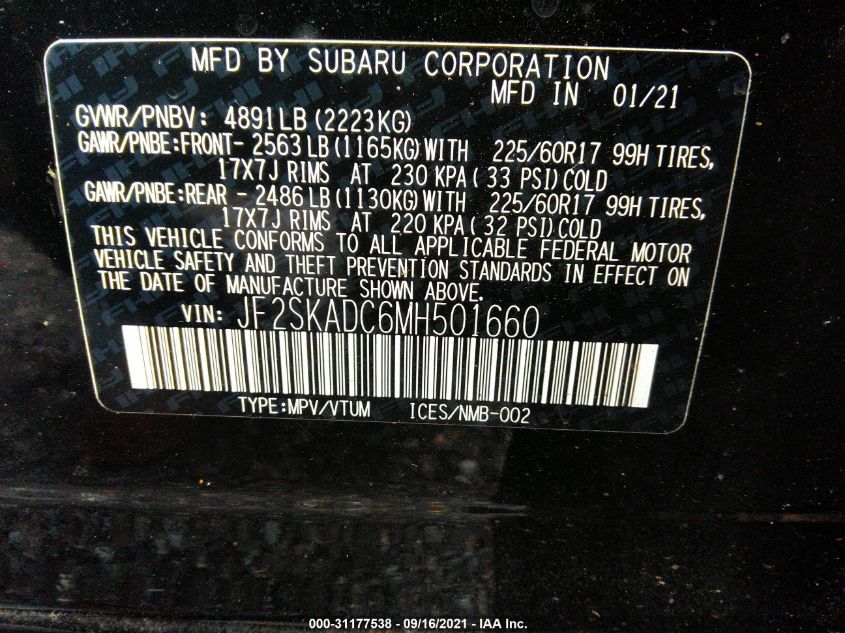 MFD BY SUBARU CORPORATION
MFD IN 01/21
GVWR/PNBV: 4891LB(2223KG)
GAWR/PNBE:FRONT- 2563LB(1165KG)WITH 225/60R17 99H TIRES,
17X7J RIMS AT 230 KPA( 33 PSI)COLD
GAWR/PNBE:REAR - 2486LB(1130KG)WITH 225/60R17 99H TIRES,
17X7J RIMS AT 220 KPA( 32 PSI)COLD
THIS VEHICLE CONFORMS TO ALL APPLICABLE FEDERAL MOTOR
VEHICLE SAFETY AND THEFT PREVENTION STANDARDS IN EFFECT ON
THE DATE OF MANUFACTURE SHOWN ABOVE.
VIN: JF2SKADC6MH501660
TYPE:MPV/VTUM ICES/NMB-002
000-31177538 - 09/16/2021 - IAA Inc.